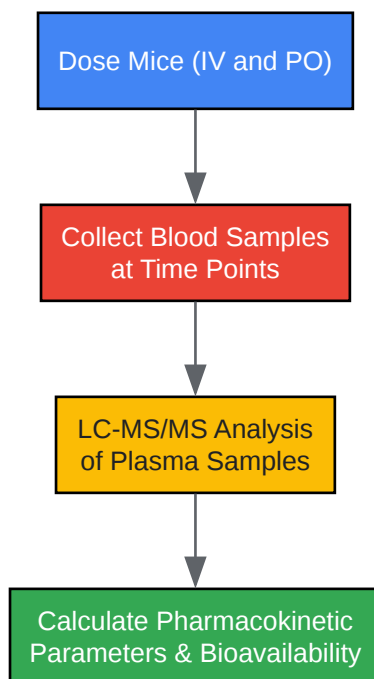 Dose Mice (IV and PO)
Collect Blood Samples
at Time Points
LC-MS/MS Analysis
of Plasma Samples
Calculate Pharmacokinetic
Parameters & Bioavailability